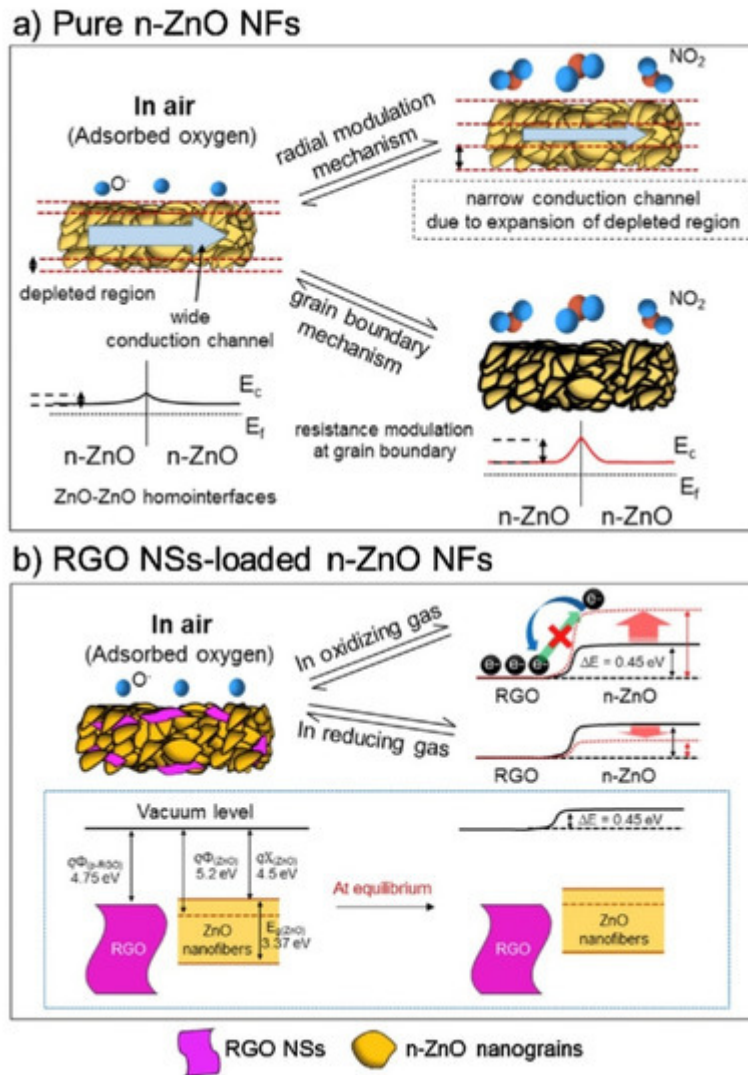 a) Pure n-ZnO NFs
In air
(Adsorbed oxygen)
O-
depleted region
wide
conduction channel
Ec
Ef
n-ZnO n-ZnO
ZnO-ZnO homointerfaces
radial modulation
mechanism
NO2
narrow conduction channel
due to expansion of depleted region
grain boundary
mechanism
NO2
resistance modulation
at grain boundary
Ec
Ef
n-ZnO n-ZnO
b) RGO NSs-loaded n-ZnO NFs
In air
(Adsorbed oxygen)
O-
In oxidizing gas
In reducing gas
e-
e- e- e-
ΔE = 0.45 eV
RGO n-ZnO
RGO n-ZnO
Vacuum level
qΦ(p-RGO)
4.75 eV
qΦ(ZnO)
5.2 eV
qχ(ZnO)
4.5 eV
RGO
Eg(ZnO)
3.37 eV
ZnO
nanofibers
At equilibrium
ΔE = 0.45 eV
RGO
ZnO
nanofibers
RGO NSs
n-ZnO nanograins